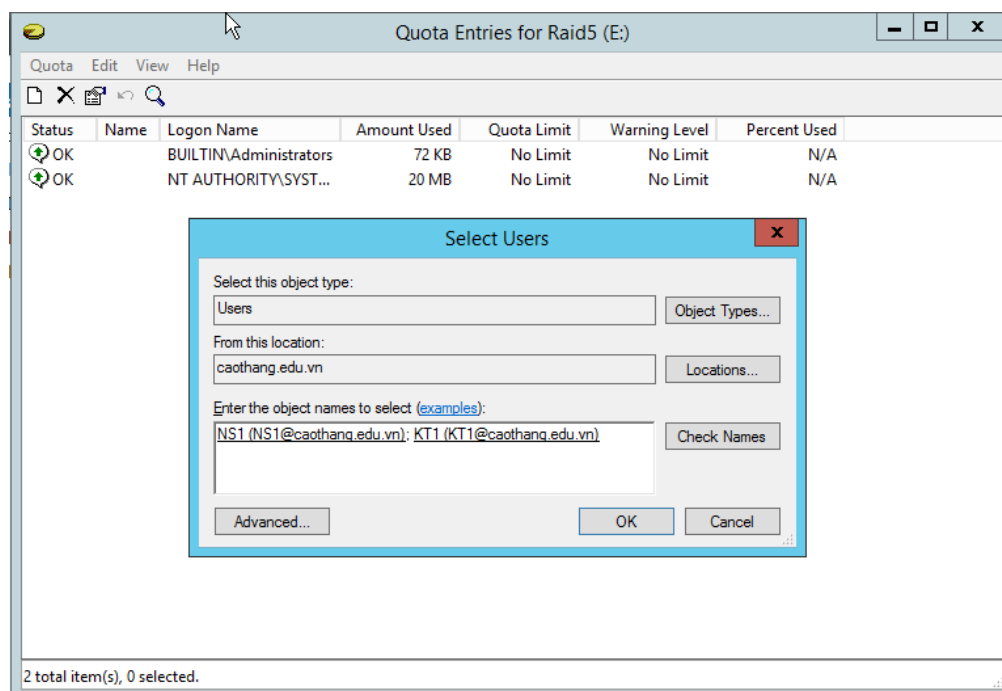 Quota Entries for Raid5 (E:)
Quota Edit View Help
Status Name Logon Name Amount Used Quota Limit Warning Level Percent Used
OK BUILTIN\Administrators 72 KB No Limit No Limit N/A
OK NT AUTHORITY\SYST... 20 MB No Limit No Limit N/A
Select Users
Select this object type:
Users Object Types...
From this location:
caothang.edu.vn Locations...
Enter the object names to select (examples):
NS1 (NS1@caothang.edu.vn); KT1 (KT1@caothang.edu.vn) Check Names
Advanced... OK Cancel
2 total item(s), 0 selected.